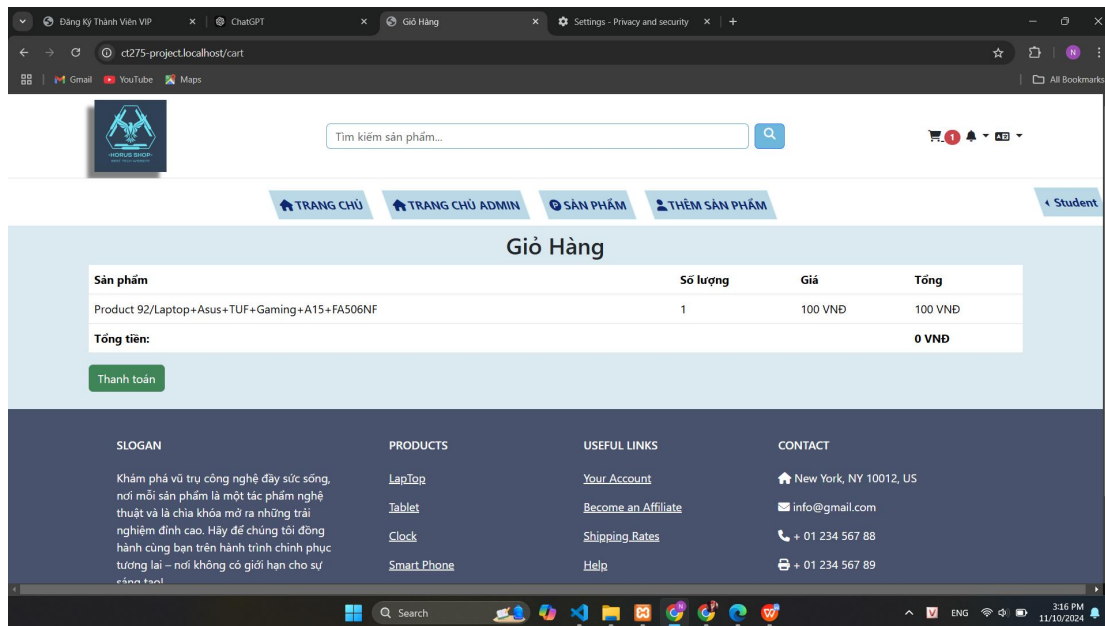 Đăng Ký Thành Viên VIP
ChatGPT
Giỏ Hàng
Settings - Privacy and security
ct275-project.localhost/cart
N
Gmail
YouTube
Maps
All Bookmarks
-HORUS SHOP-
BEST TECH WEBSITE
Tìm kiếm sản phẩm...
1
TRANG CHỦ
TRANG CHỦ ADMIN
SẢN PHẨM
THÊM SẢN PHẨM
Student
Giỏ Hàng
Sản phẩm Số lượng Giá Tổng
Product 92/Laptop+Asus+TUF+Gaming+A15+FA506NF 1 100 VNĐ 100 VNĐ
Tổng tiền: 0 VNĐ
Thanh toán
SLOGAN
Khám phá vũ trụ công nghệ đầy sức sống,
nơi mỗi sản phẩm là một tác phẩm nghệ
thuật và là chìa khóa mở ra những trải
nghiệm đỉnh cao. Hãy để chúng tôi đồng
hành cùng bạn trên hành trình chinh phục
tương lai – nơi không có giới hạn cho sự
sáng tạo!
PRODUCTS
LapTop
Tablet
Clock
Smart Phone
USEFUL LINKS
Your Account
Become an Affiliate
Shipping Rates
Help
CONTACT
New York, NY 10012, US
info@gmail.com
+ 01 234 567 88
+ 01 234 567 89
Search
V
ENG
3:16 PM
11/10/2024